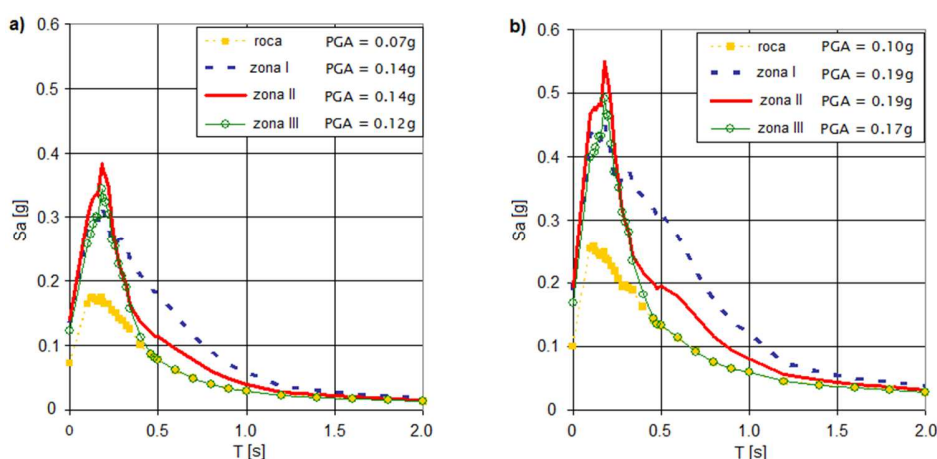 a)
0.6
0.5
0.4
0.3
0.2
0.1
0
Sa [g]
roca PGA = 0.07g
zona I PGA = 0.14g
zona II PGA = 0.14g
zona III PGA = 0.12g
0 0.5 1.0 1.5 2.0
T [s]
b)
0.6
0.5
0.4
0.3
0.2
0.1
0
Sa [g]
roca PGA = 0.10g
zona I PGA = 0.19g
zona II PGA = 0.19g
zona III PGA = 0.17g
0 0.5 1.0 1.5 2.0
T [s]